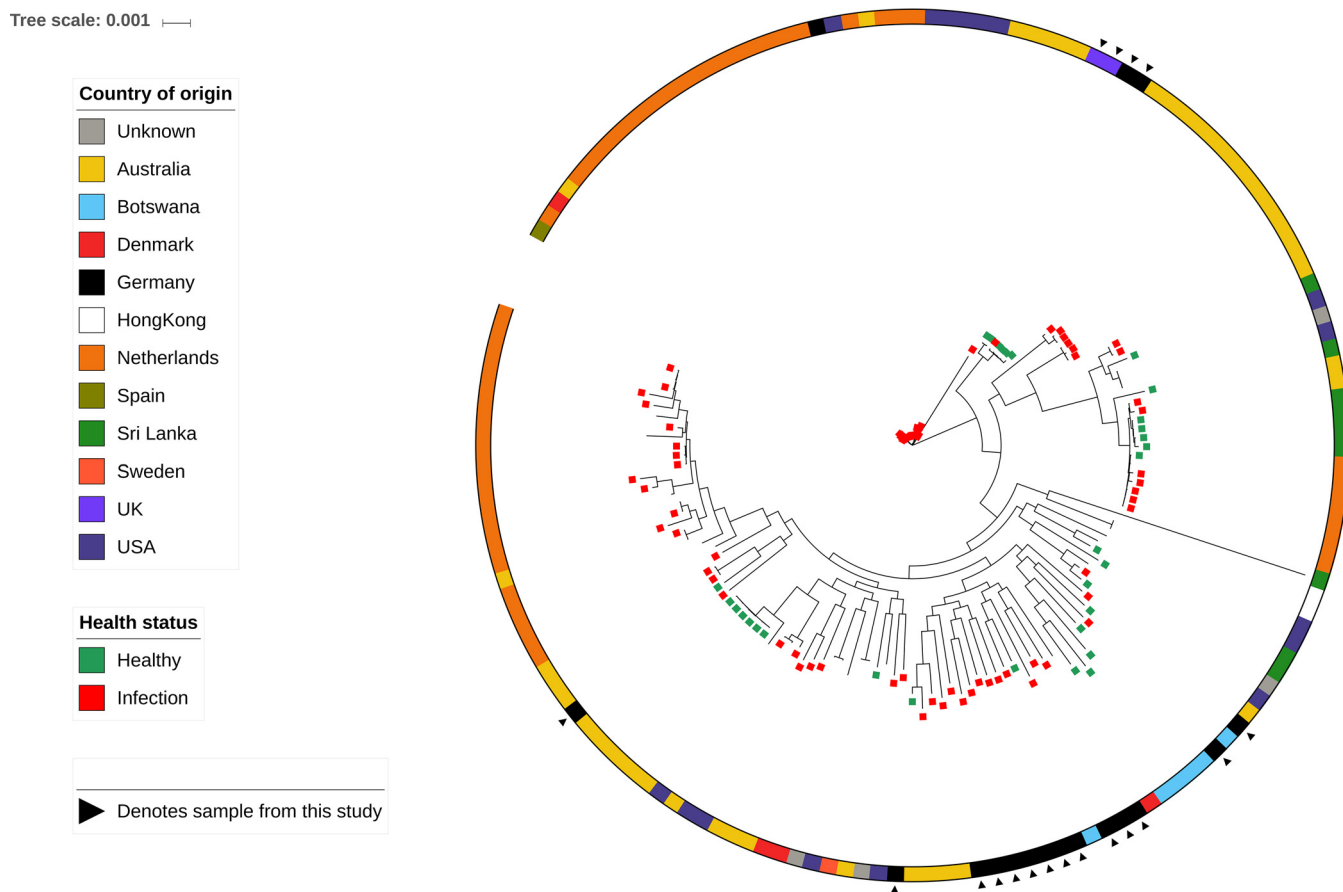 Tree scale: 0.001
Country of origin
Unknown
Australia
Botswana
Denmark
Germany
HongKong
Netherlands
Spain
Sri Lanka
Sweden
UK
USA
Health status
Healthy
Infection
Denotes sample from this study